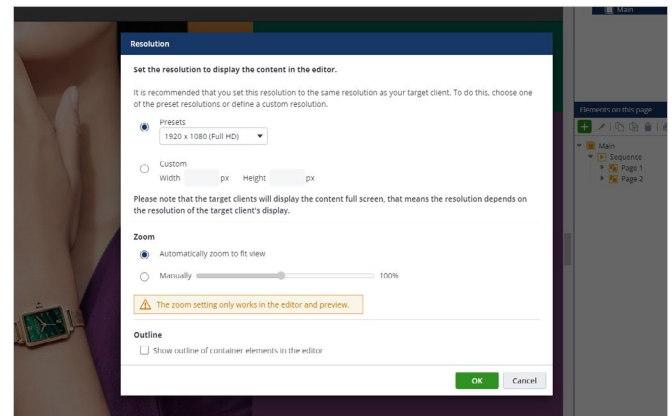 Main
Resolution
Set the resolution to display the content in the editor.
It is recommended that you set this resolution to the same resolution as your target client. To do this, choose one
of the preset resolutions or define a custom resolution.
Presets
1920 x 1080 (Full HD)
Custom
Width px Height px
Please note that the target clients will display the content full screen, that means the resolution depends on
the resolution of the target client's display.
Zoom
Automatically zoom to fit view
Manually 100%
The zoom setting only works in the editor and preview.
Outline
Show outline of container elements in the editor
OK Cancel
Elements on this page
Main
Sequence
Page 1
Page 2